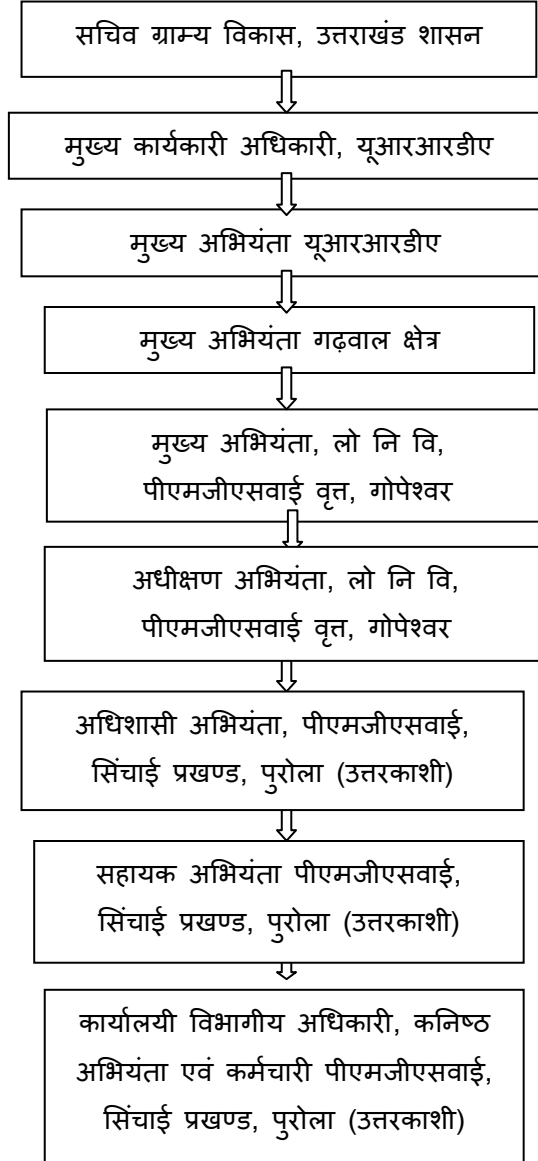 सचिव ग्राम्य विकास, उत्तराखंड शासन
मुख्य कार्यकारी अधिकारी, यूआरआरडीए
मुख्य अभियंता यूआरआरडीए
मुख्य अभियंता गढ़वाल क्षेत्र
मुख्य अभियंता, लो नि वि,
पीएमजीएसवाई वृत्त, गोपेश्वर
अधीक्षण अभियंता, लो नि वि,
पीएमजीएसवाई वृत्त, गोपेश्वर
अधिशासी अभियंता, पीएमजीएसवाई,
सिंचाई प्रखण्ड, पुरोला (उत्तरकाशी)
सहायक अभियंता पीएमजीएसवाई,
सिंचाई प्रखण्ड, पुरोला (उत्तरकाशी)
कार्यालयी विभागीय अधिकारी, कनिष्ठ
अभियंता एवं कर्मचारी पीएमजीएसवाई,
सिंचाई प्रखण्ड, पुरोला (उत्तरकाशी)